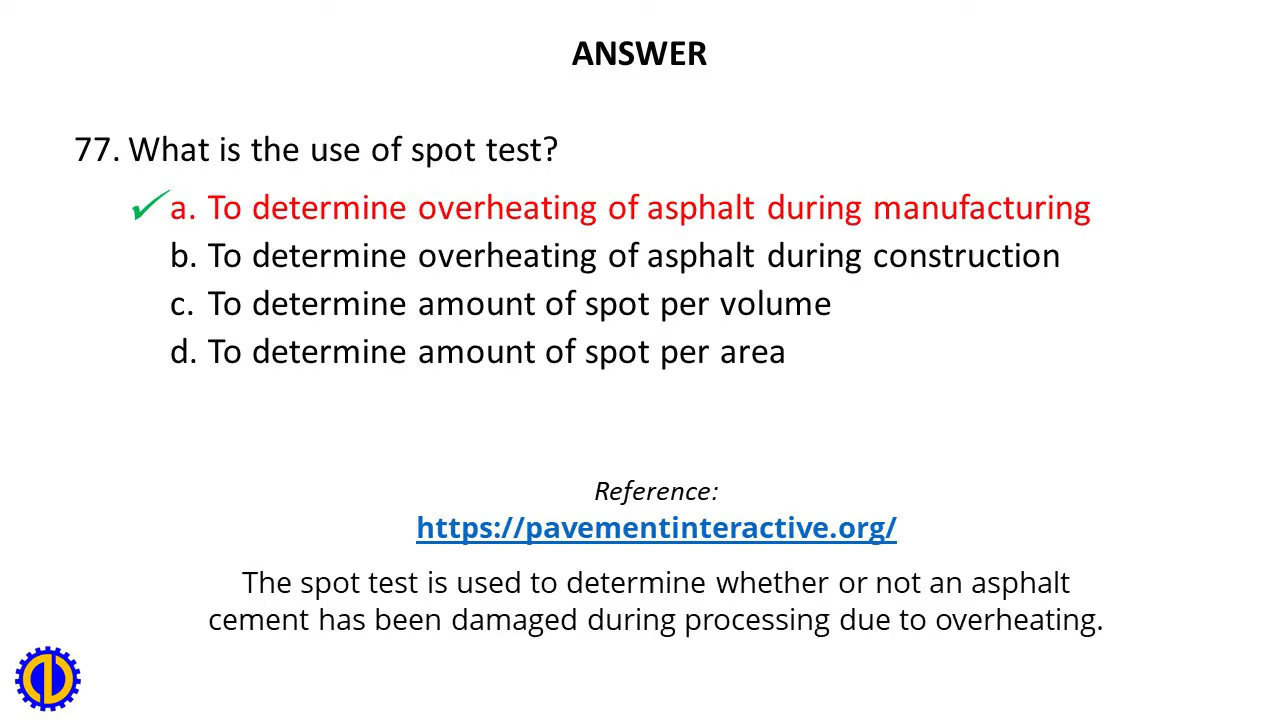 ANSWER
77. What is the use of spot test?
✓ a. To determine overheating of asphalt during manufacturing
b. To determine overheating of asphalt during construction
c. To determine amount of spot per volume
d. To determine amount of spot per area
Reference:
https://pavementinteractive.org/
The spot test is used to determine whether or not an asphalt
cement has been damaged during processing due to overheating.